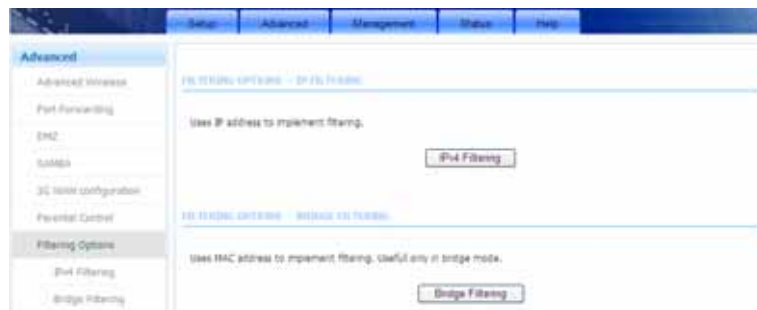 Setup Advanced Management Status Help
Advanced
Advanced Wireless
Port Forwarding
DMZ
SAMBA
3G WAN configuration
Parental Control
Filtering Options
IPv4 Filtering
Bridge Filtering
FILTERING OPTIONS -- IP FILTERING
Uses IP address to implement filtering.
IPv4 Filtering
FILTERING OPTIONS -- BRIDGE FILTERING
Uses MAC address to implement filtering. Useful only in bridge mode.
Bridge Filtering